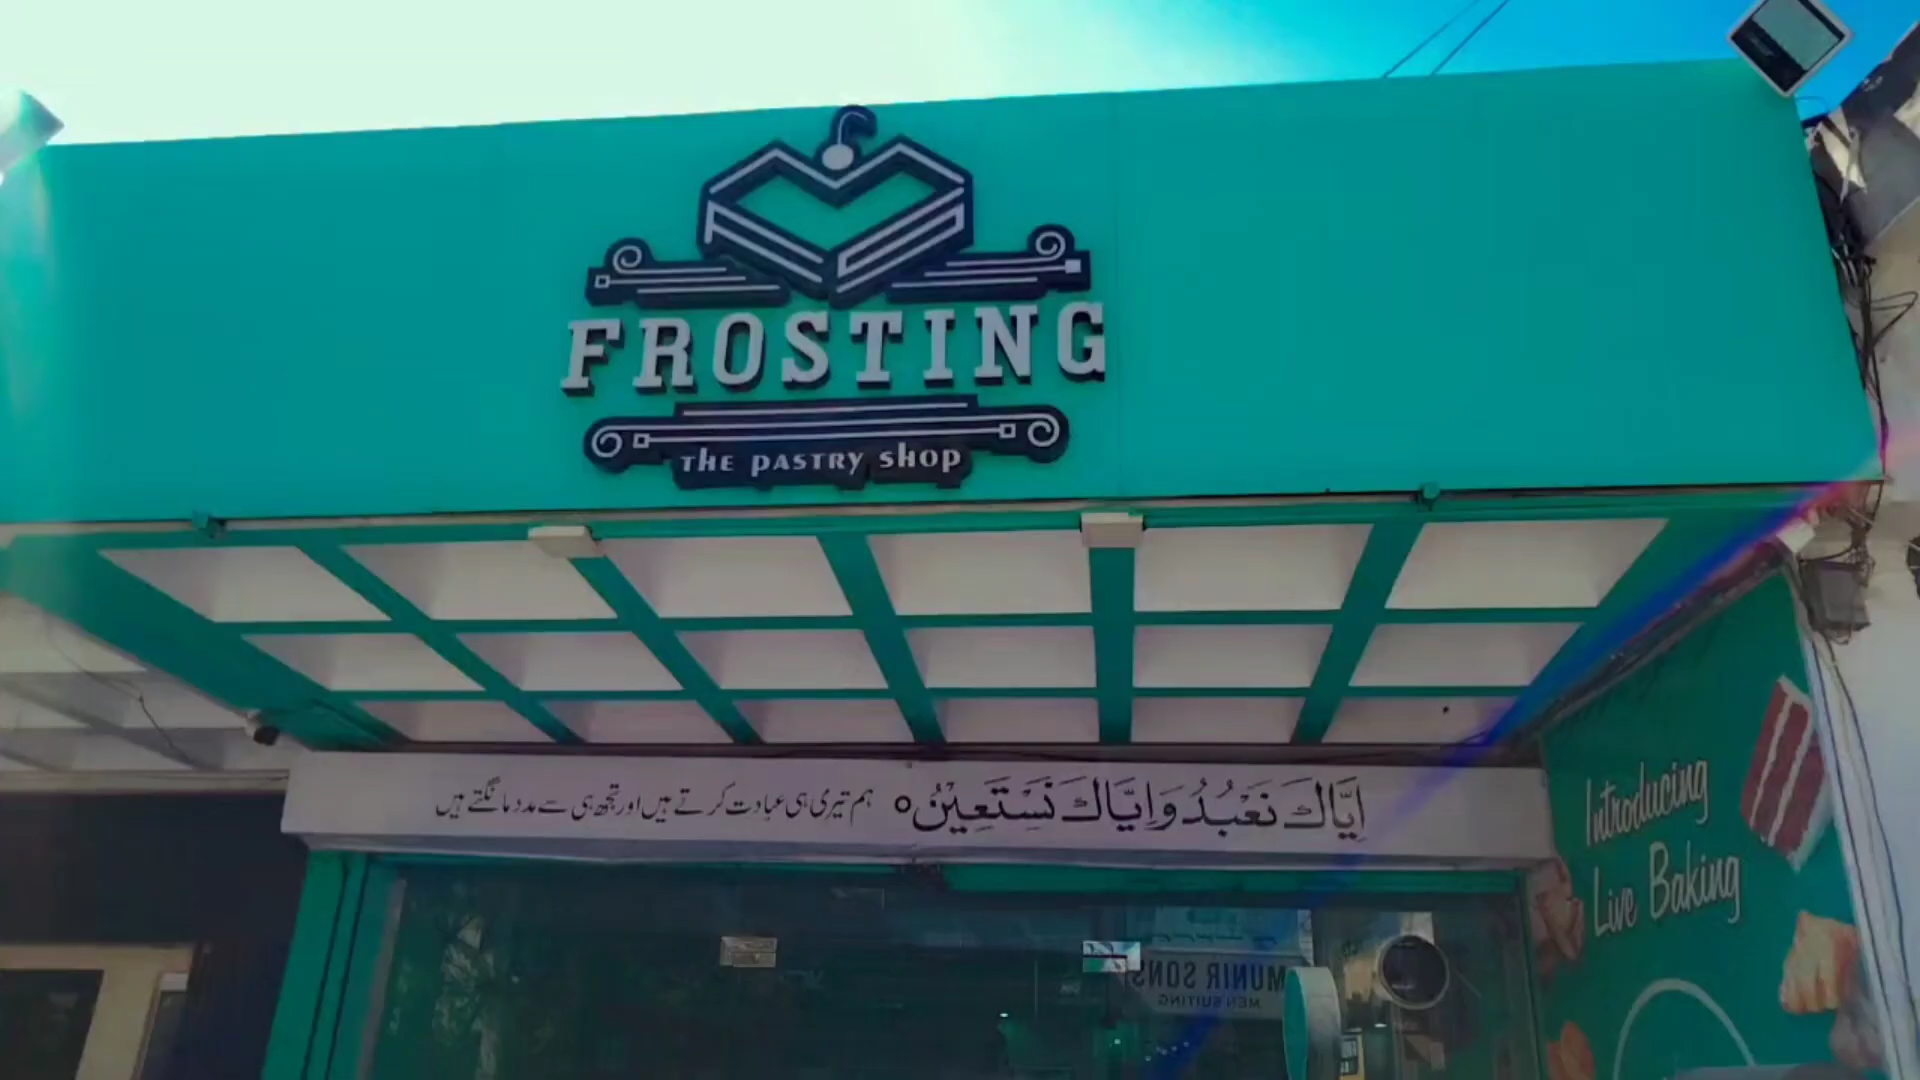 FROSTING
THE PASTRY SHOP
اِيَّاكَ نَعۡبُدُ وَاِيَّاكَ نَسۡتَعِيۡنُ ہم تیری ہی عبادت کرتے ہیں اور تجھ ہی سے مدد مانگتے ہیں
Introducing
Live Baking
MUNIR SONS
MEN SUITING